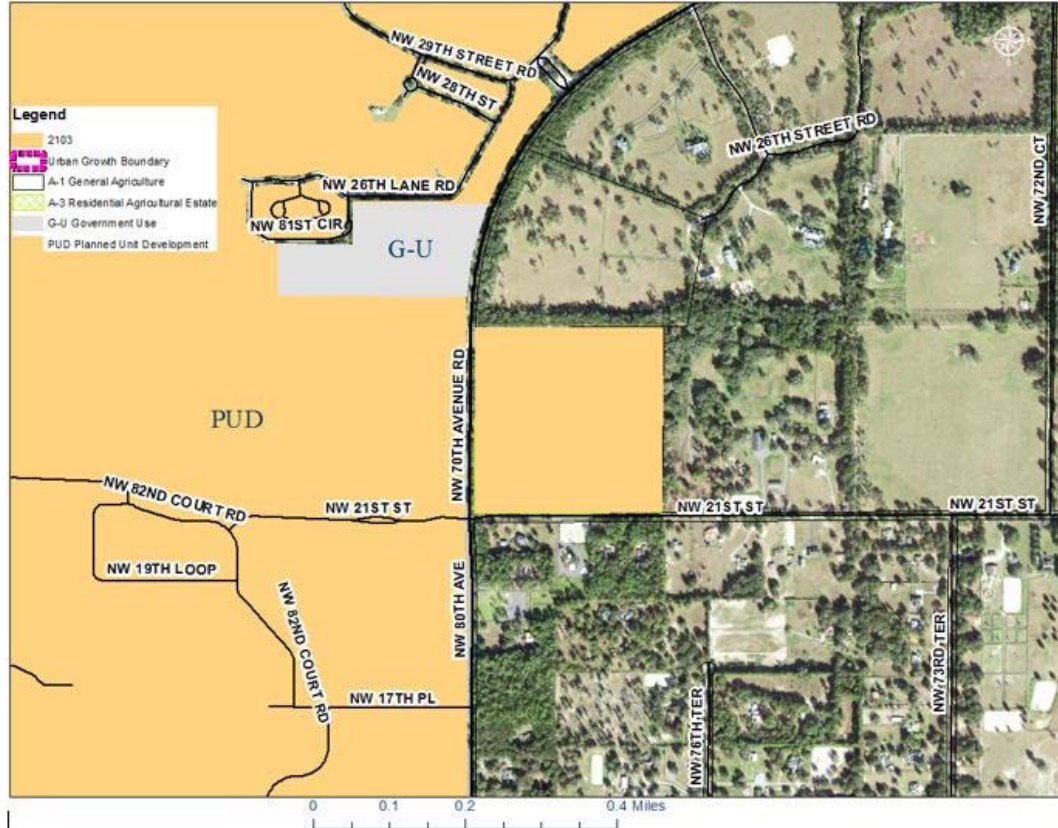 NW 29TH STREET RD
NW 28TH ST
NW 26TH STREET RD
Legend
2103
Urban Growth Boundary
A-1 General Agriculture
A-3 Residential Agricultural Estate
G-U Government Use
PUD Planned Unit Development
NW 26TH LANE RD
NW 81ST CIR
G-U
NW 72ND CT
NW 70TH AVENUE RD
PUD
NW 82ND COURT RD
NW 21ST ST
NW 21ST ST
NW 21ST ST
NW 19TH LOOP
NW 80TH AVE
NW 82ND COURT RD
NW 73RD TER
NW 17TH PL
NW 76TH TER
0 0.1 0.2 0.4 Miles